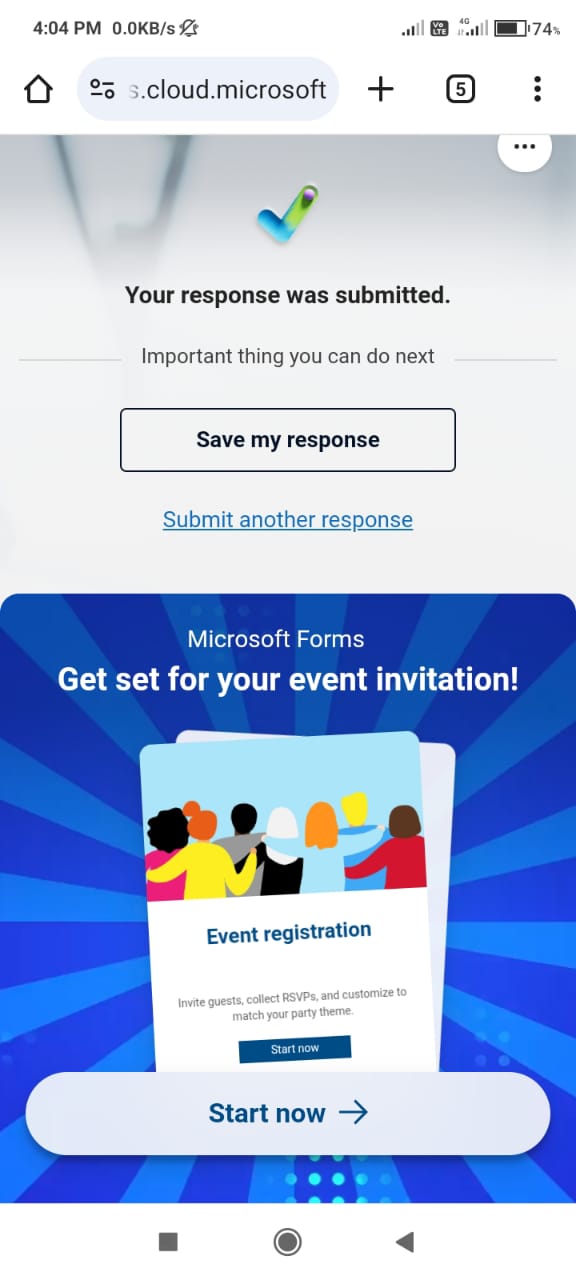 4:04 PM 0.0KB/s Vo LTE 4G 74%
s.cloud.microsoft 5
Your response was submitted.
Important thing you can do next
Save my response
Submit another response
Microsoft Forms
Get set for your event invitation!
Event registration
Invite guests, collect RSVPs, and customize to
match your party theme.
Start now
Start now